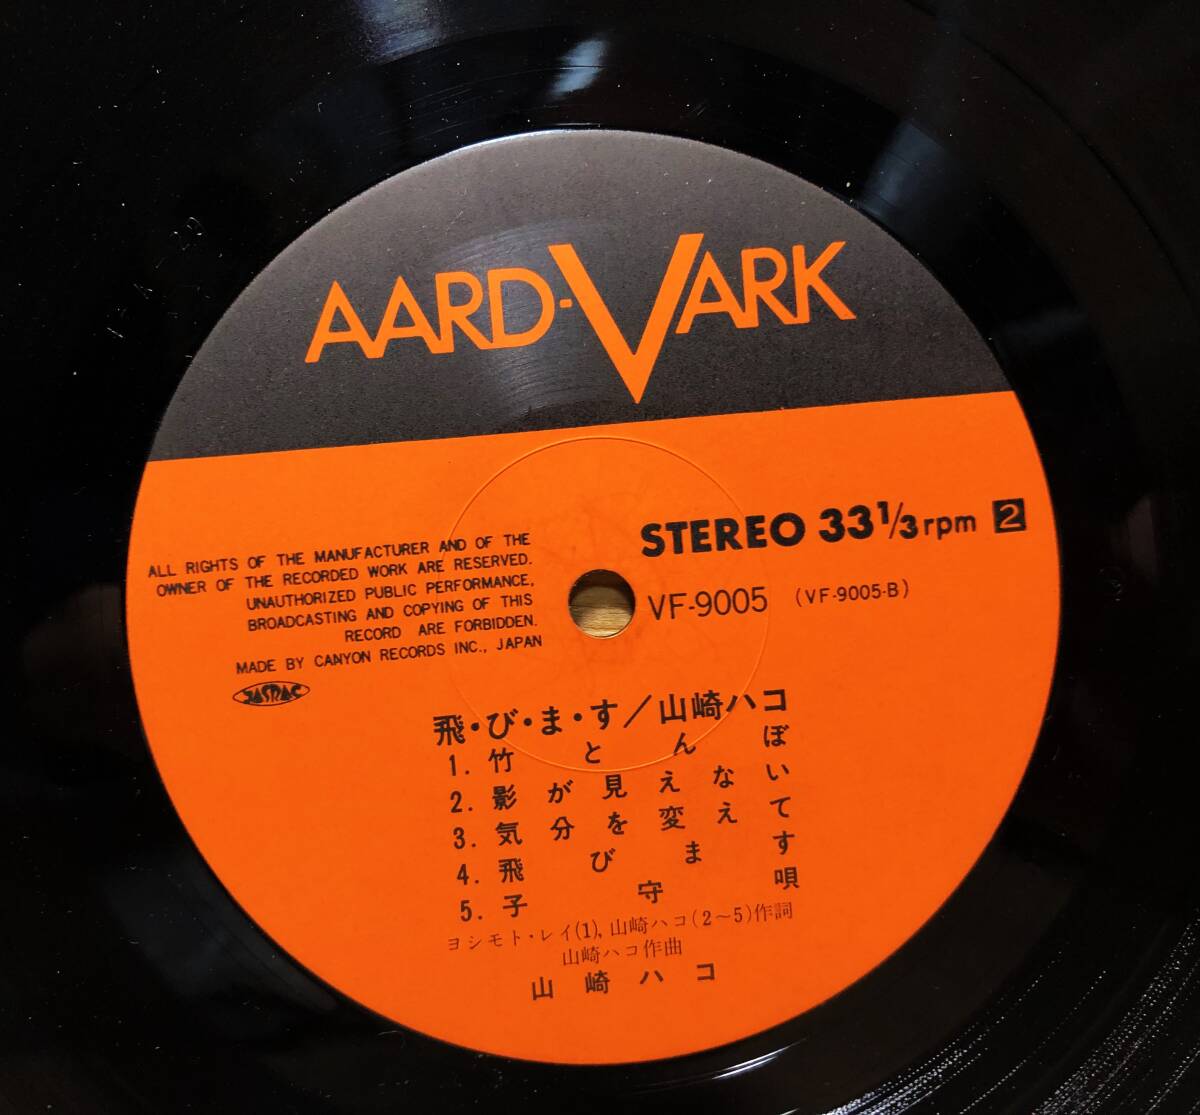 AARD-VARK
STEREO 33 1/3 rpm 2
VF-9005 (VF-9005-B)
ALL RIGHTS OF THE MANUFACTURER AND OF THE
OWNER OF THE RECORDED WORK ARE RESERVED.
UNAUTHORIZED PUBLIC PERFORMANCE,
BROADCASTING AND COPYING OF THIS
RECORD ARE FORBIDDEN.
MADE BY CANYON RECORDS INC., JAPAN
JASRAC
飛・び・ま・す／山崎ハコ
1. 竹とんぼ
2. 影が見えない
3. 気分を変えて
4. 飛びます
5. 子守唄
ヨシモト・レイ(1), 山崎ハコ(2〜5)作詞
山崎ハコ作曲
山崎ハコ